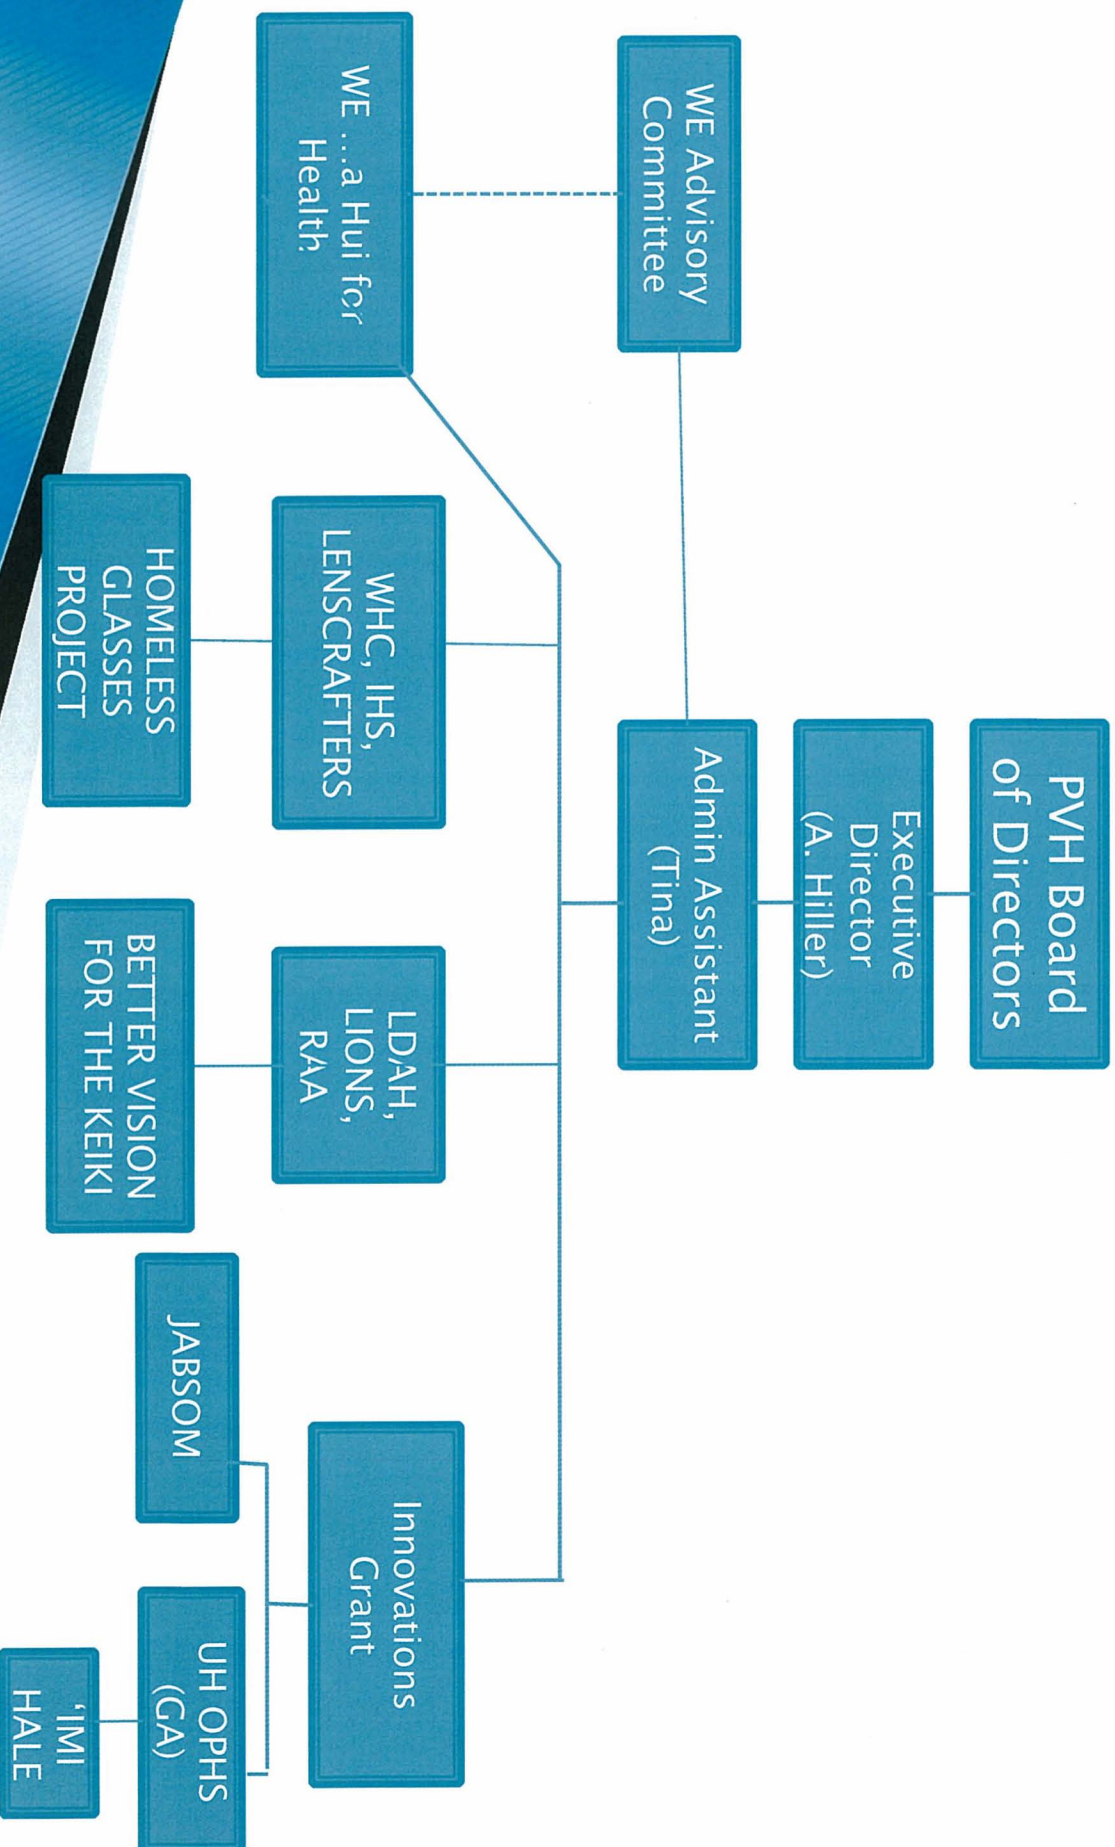 PVH Board
of Directors
Executive
Director
(A. Hiller)
WE Advisory
Committee
Admin Assistant
(Tina)
WE ....a Hui for
Health
WHC, IHS,
LENSCRAFTERS
LDAH,
LIONS,
RAA
Innovations
Grant
HOMELESS
GLASSES
PROJECT
BETTER VISION
FOR THE KEIKI
JABSOM
UH OPHS
(GA)
‘IMI
HALE